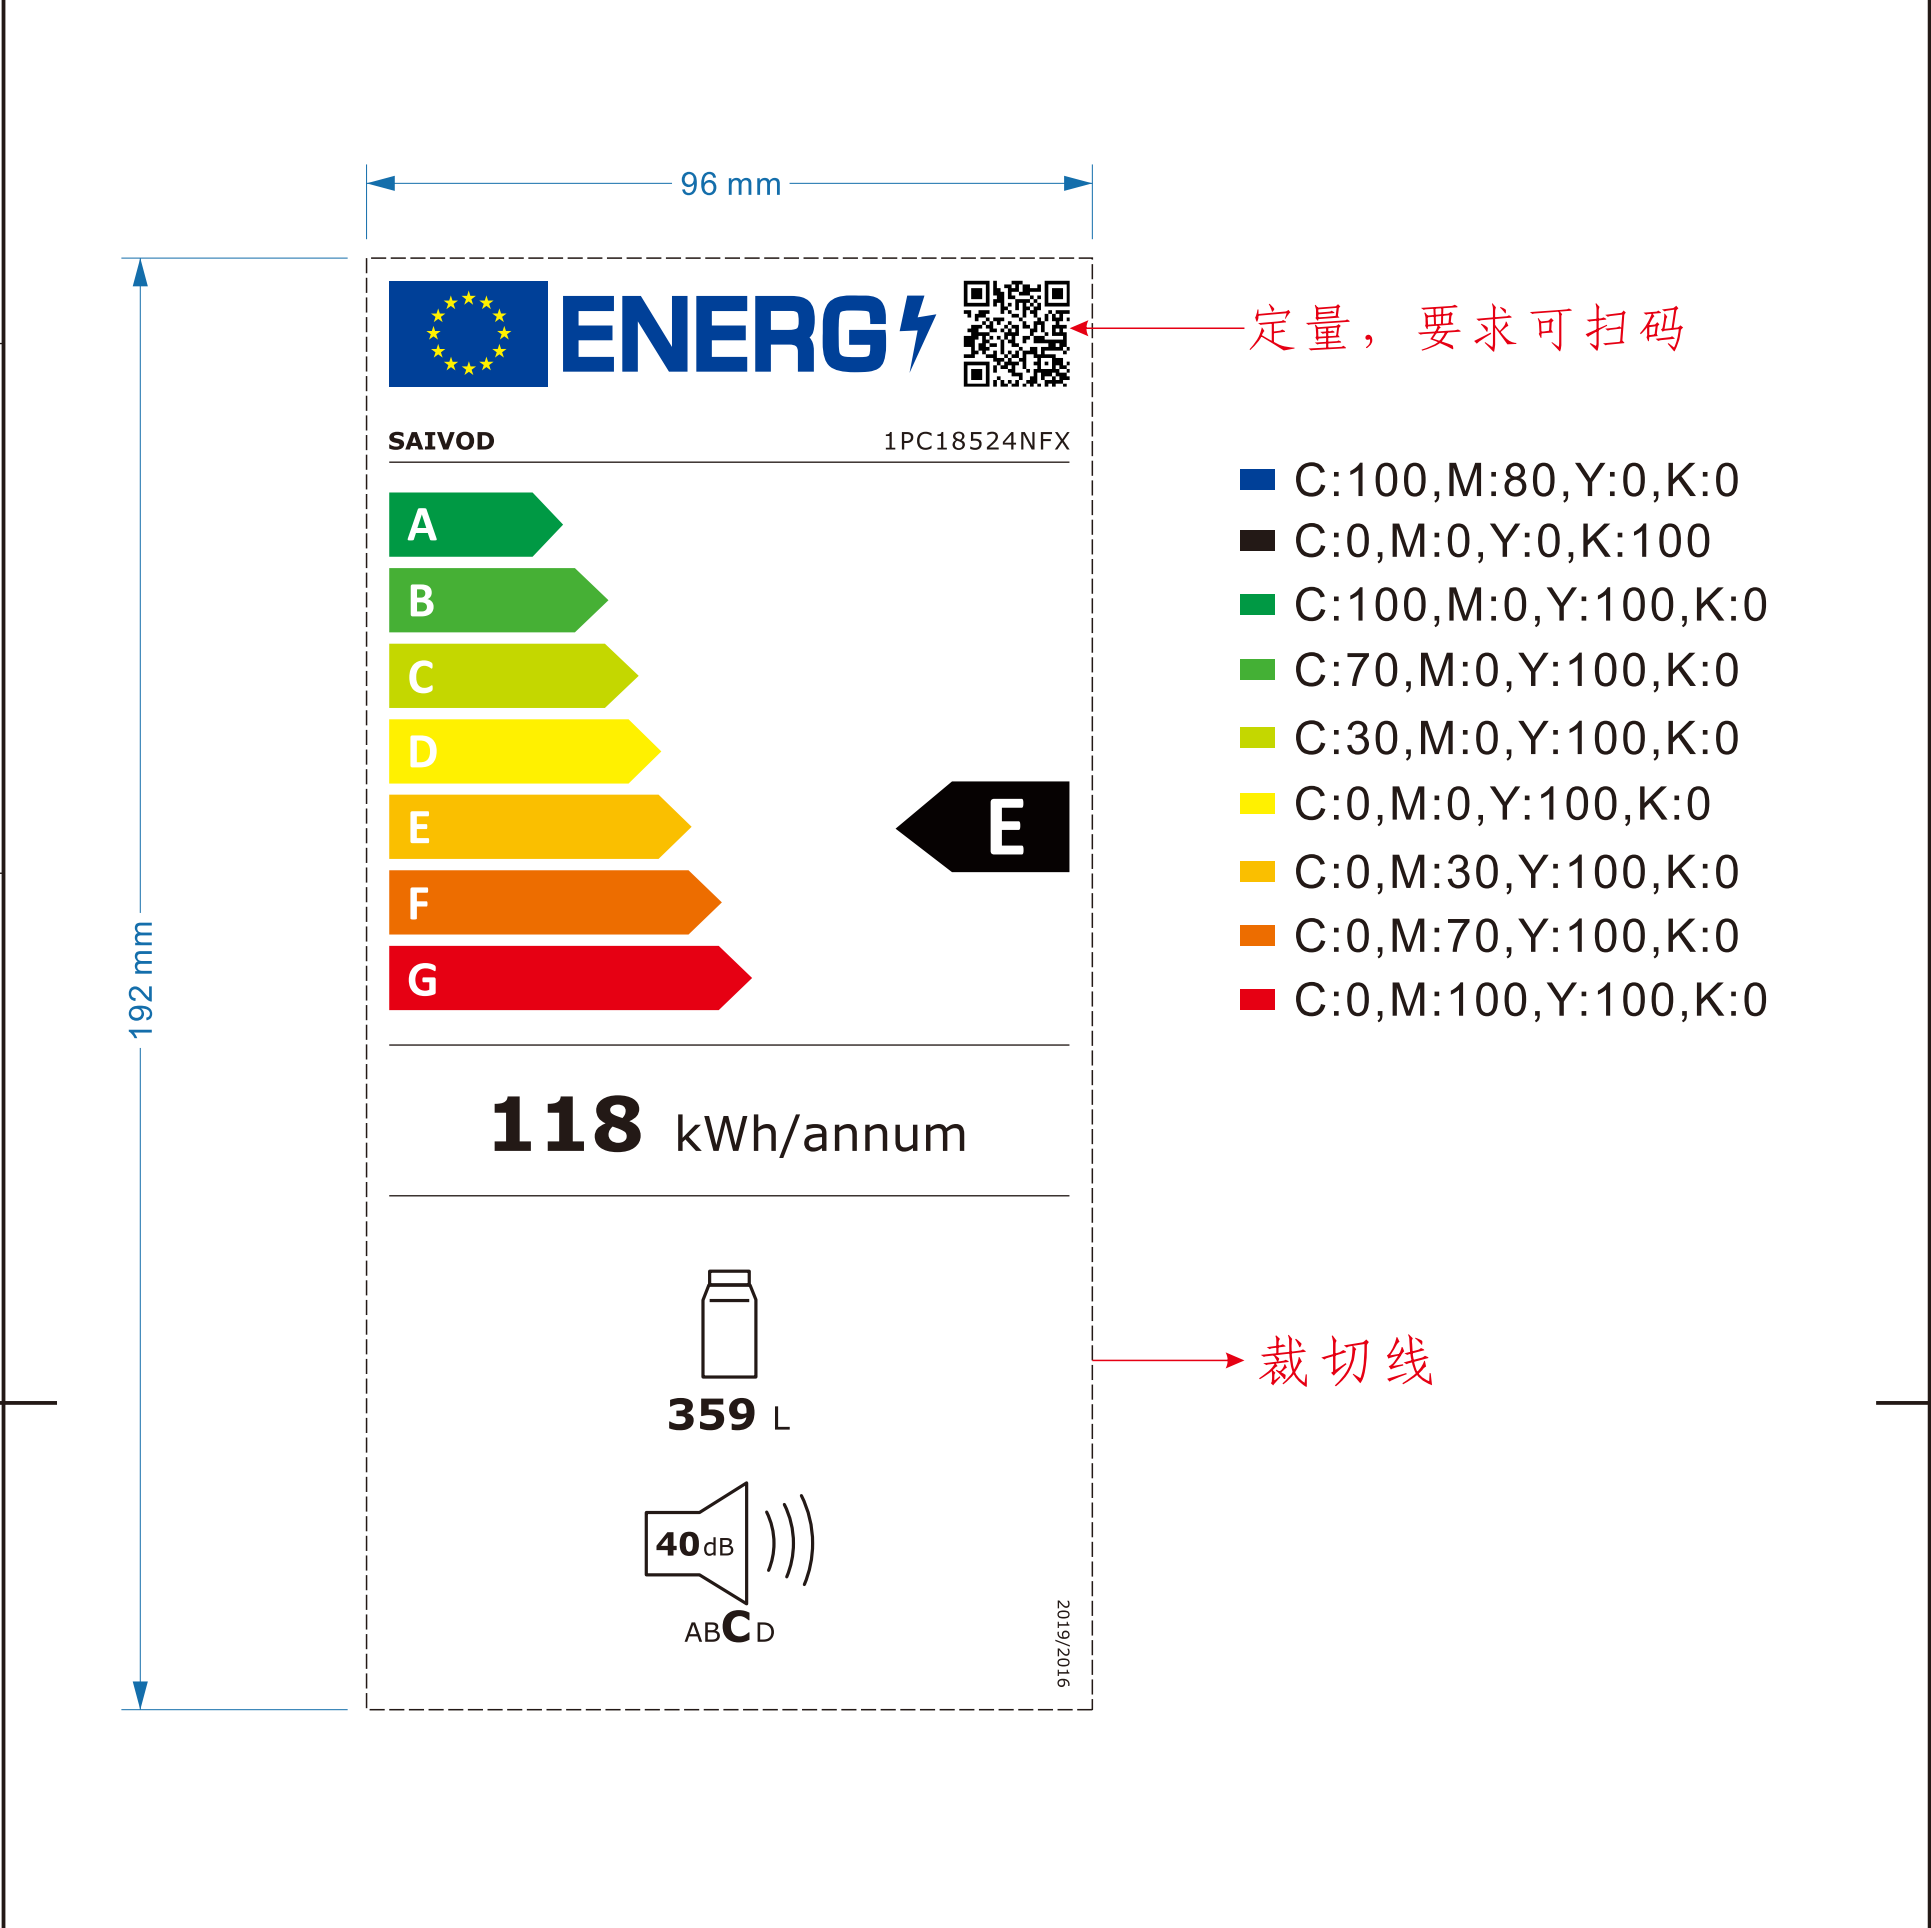 96 mm
192 mm
ENERG
定量，要求可扫码
SAIVOD
1PC18524NFX
A
B
C
D
E
F
G
E
C:100,M:80,Y:0,K:0
C:0,M:0,Y:0,K:100
C:100,M:0,Y:100,K:0
C:70,M:0,Y:100,K:0
C:30,M:0,Y:100,K:0
C:0,M:0,Y:100,K:0
C:0,M:30,Y:100,K:0
C:0,M:70,Y:100,K:0
C:0,M:100,Y:100,K:0
118 kWh/annum
359 L
裁切线
40dB
ABCD
2019/2016